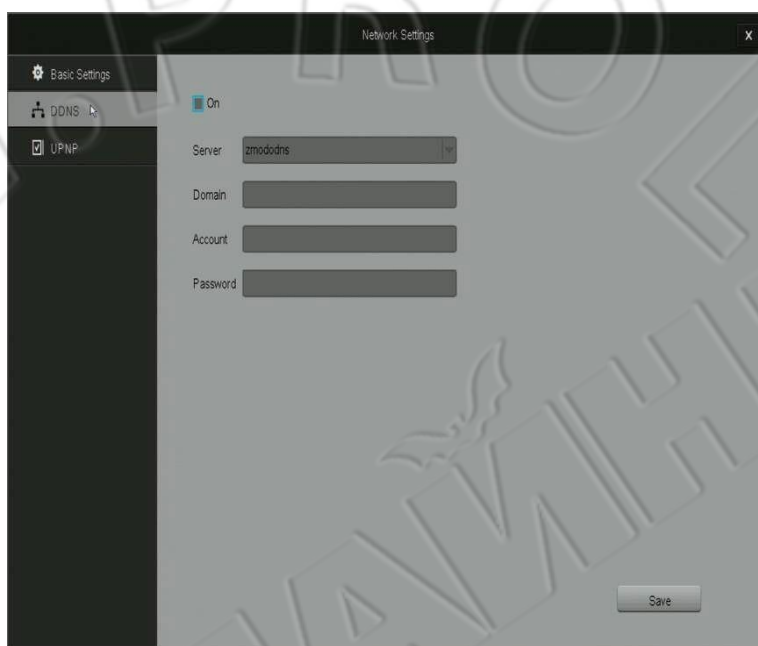 Network Settings
X
Basic Settings
DDNS
UPNP
On
Server
zmododns
Domain
Account
Password
Save